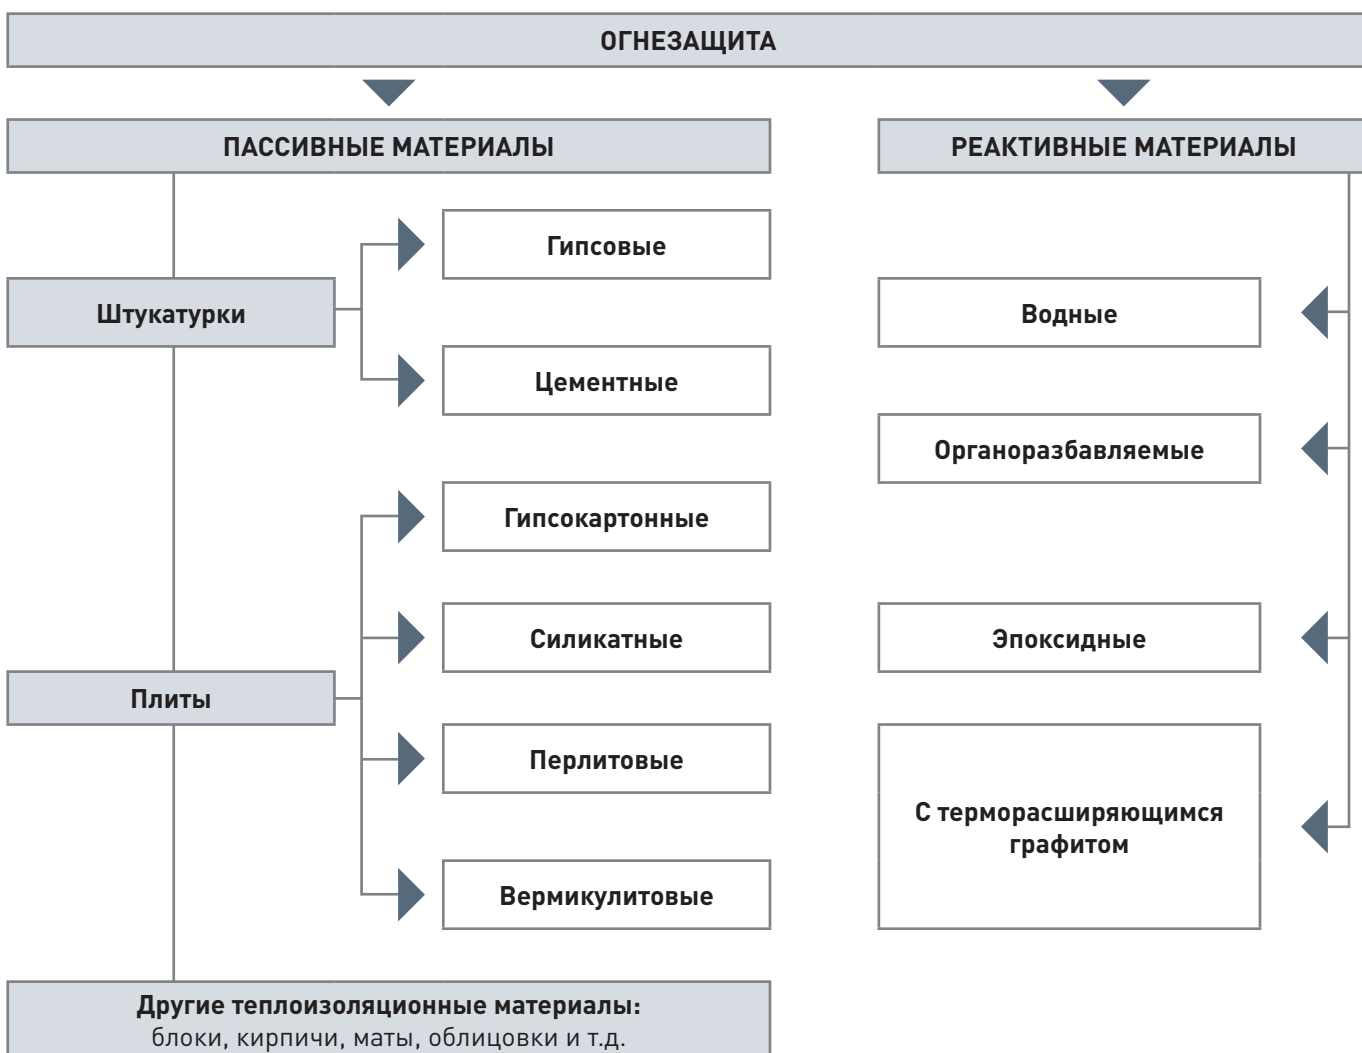 ОГНЕЗАЩИТА
ПАССИВНЫЕ МАТЕРИАЛЫ
Штукатурки
Гипсовые
Цементные
Плиты
Гипсокартонные
Силикатные
Перлитовые
Вермикулитовые
Другие теплоизоляционные материалы:
блоки, кирпичи, маты, облицовки и т.д.
РЕАКТИВНЫЕ МАТЕРИАЛЫ
Водные
Органоразбавляемые
Эпоксидные
С терморасширяющимся
графитом